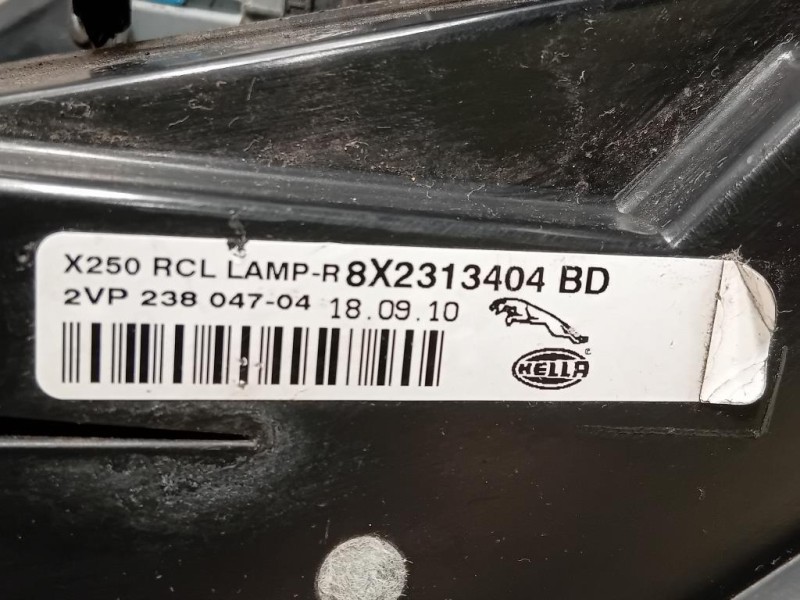 X250 RCL LAMP-R 8X2313404 BD
2VP 238 047-04 18.09.10
HELLA ®